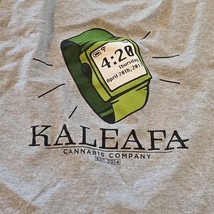 4:20
Thursday
April 20th, 20
KALEAFA
CANNABIS COMPANY
EST. 2014